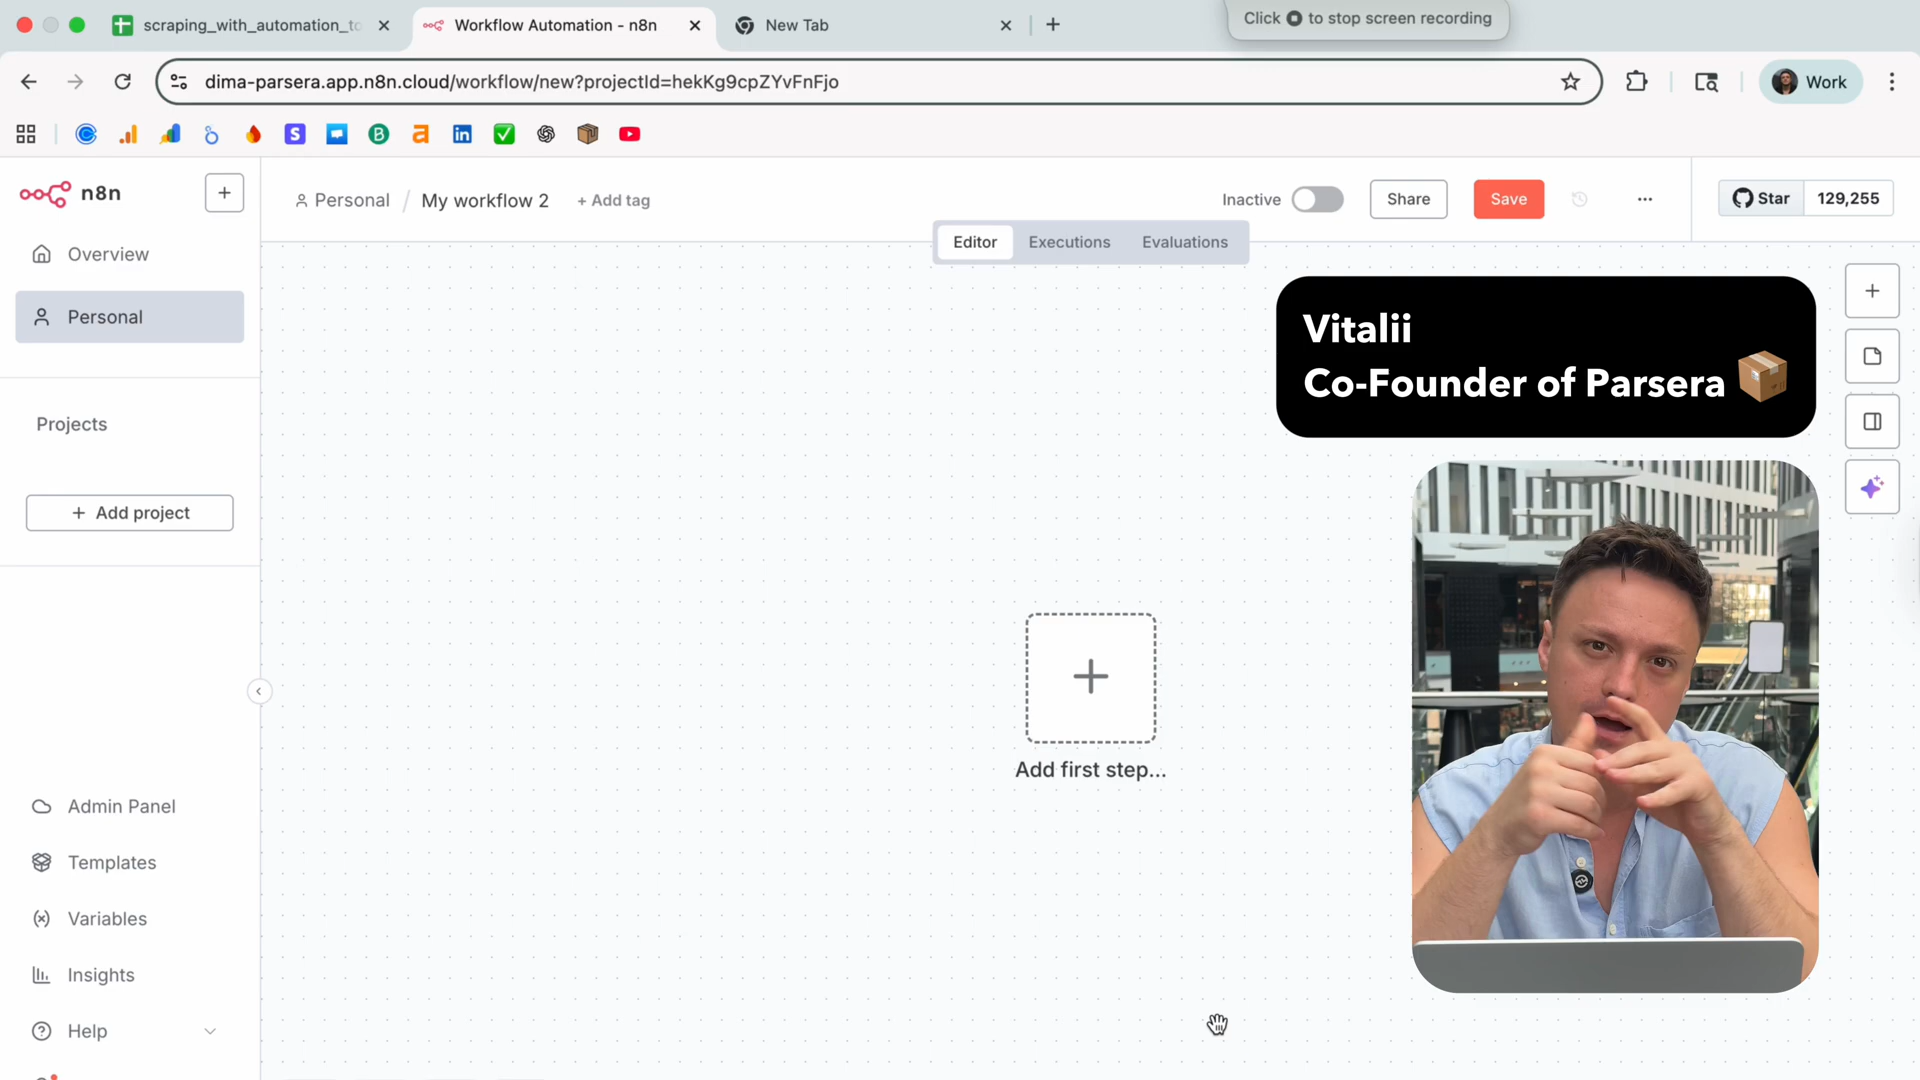 scraping_with_automation_to
Workflow Automation - n8n
New Tab
Click to stop screen recording
dima-parsera.app.n8n.cloud/workflow/new?projectId=hekKg9cpZYvFnFjo
Work
n8n
Personal / My workflow 2 + Add tag
Inactive
Share
Save
Star 129,255
Editor
Executions
Evaluations
Overview
Personal
Projects
+ Add project
Vitalii
Co-Founder of Parsera
Add first step...
Admin Panel
Templates
Variables
Insights
Help